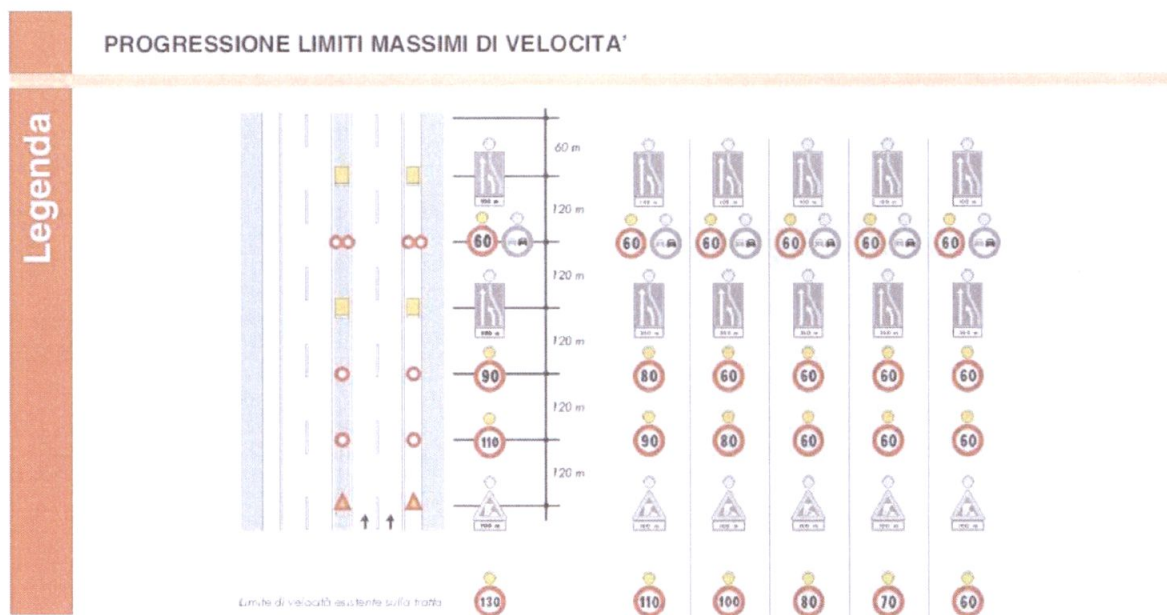 PROGRESSIONE LIMITI MASSIMI DI VELOCITA'
Legenda
60 m
120 m
60 60 60 60 60 60
120 m
120 m
90 80 60 60 60 60
120 m
110 90 80 60 60 60
120 m
Limite di velocità esistente sulla tratta
130 110 100 80 70 60